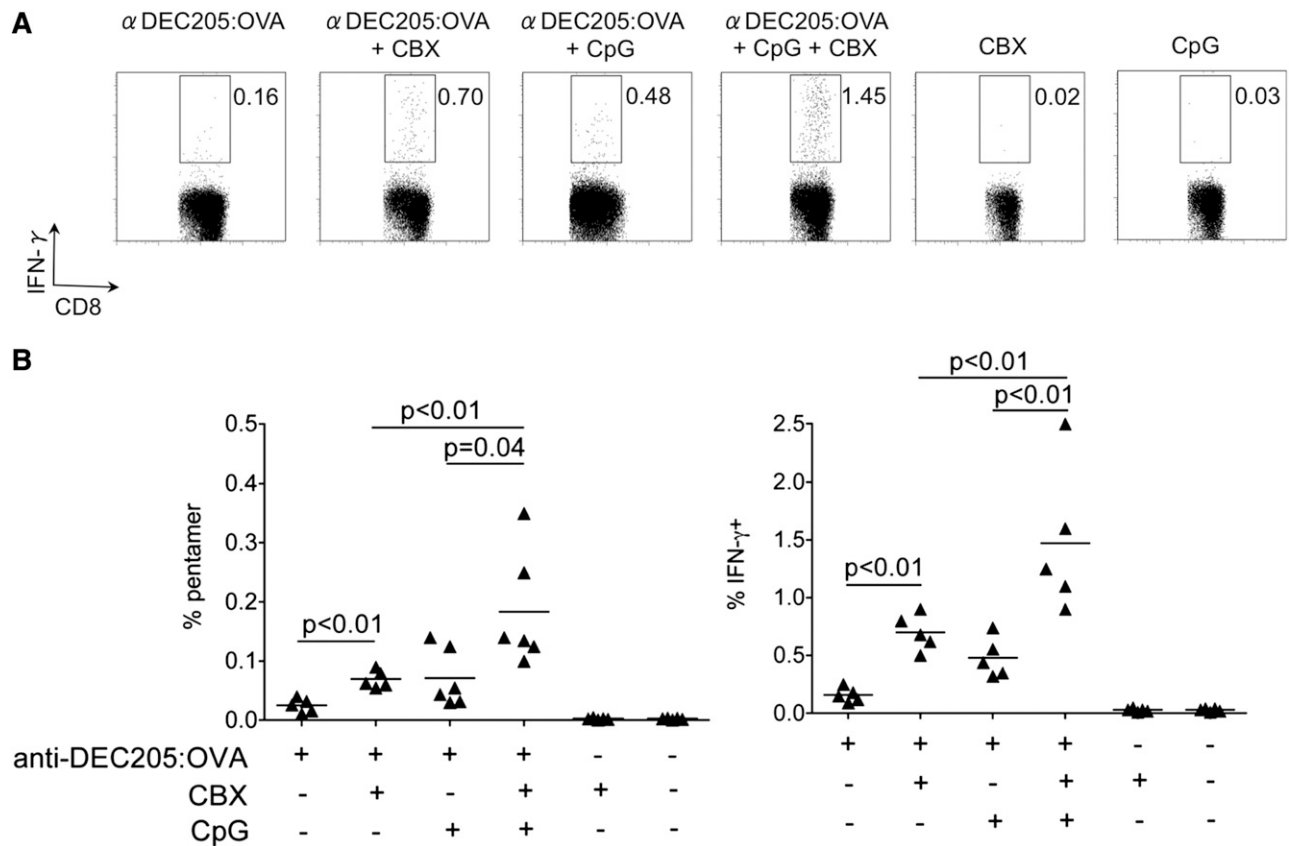 A
α DEC205:OVA
α DEC205:OVA
+ CBX
α DEC205:OVA
+ CpG
α DEC205:OVA
+ CpG + CBX
CBX
CpG
0.16
0.70
0.48
1.45
0.02
0.03
IFN-γ
CD8
B
p<0.01
p=0.04
p<0.01
% pentamer
0.5
0.4
0.3
0.2
0.1
0.0
p<0.01
p<0.01
p<0.01
% IFN-γ+
2.5
2.0
1.5
1.0
0.5
0.0
anti-DEC205:OVA + + + + - - + + + + - -
CBX - + - + + - - + - + + -
CpG - - + + - - - - + + - -